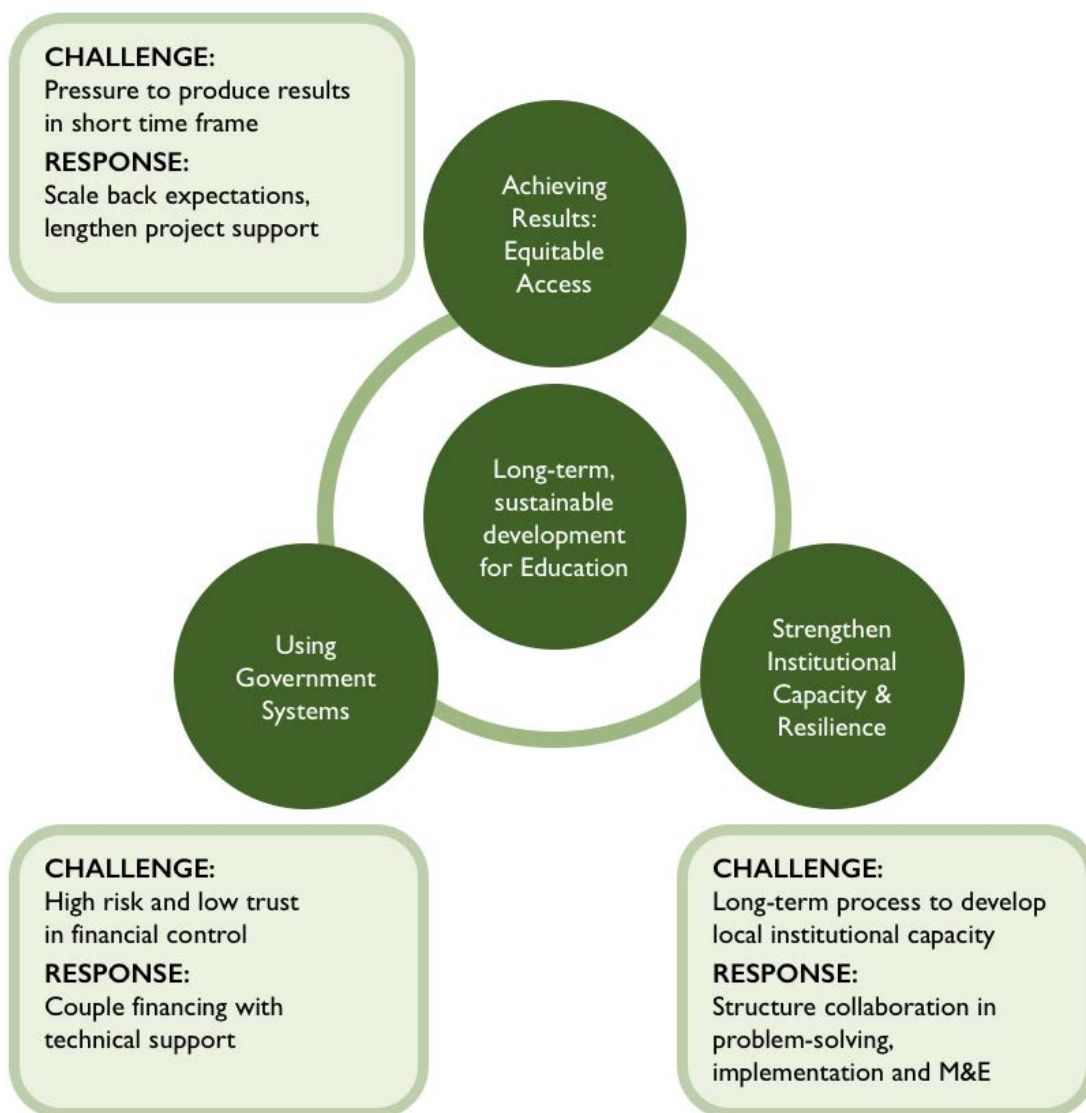 CHALLENGE:
Pressure to produce results
in short time frame
RESPONSE:
Scale back expectations,
lengthen project support
Achieving
Results:
Equitable
Access
Long-term,
sustainable
development
for Education
Using
Government
Systems
Strengthen
Institutional
Capacity &
Resilience
CHALLENGE:
High risk and low trust
in financial control
RESPONSE:
Couple financing with
technical support
CHALLENGE:
Long-term process to develop
local institutional capacity
RESPONSE:
Structure collaboration in
problem-solving,
implementation and M&E